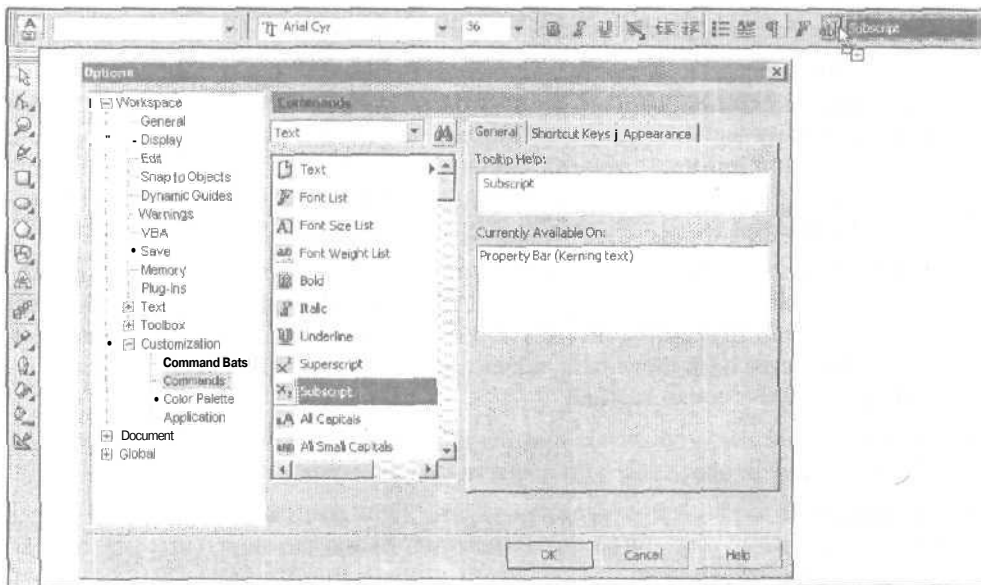 Arial Cyr
36
Subscript
Options
Workspace
General
Display
Edit
Snap to Objects
Dynamic Guides
Warnings
VBA
Save
Memory
Plug-Ins
Text
Toolbox
Customization
Command Bats
Commands
Color Palette
Application
Document
Global
Commands
Text
Text
Font List
Font Size List
Font Weight List
Bold
Italic
Underline
Superscript
Subscript
All Capitals
All Small Capitals
General Shortcut Keys j Appearance
Tooltip Help:
Subscript
Currently Available On:
Property Bar (Kerning text)
OK Cancel Help